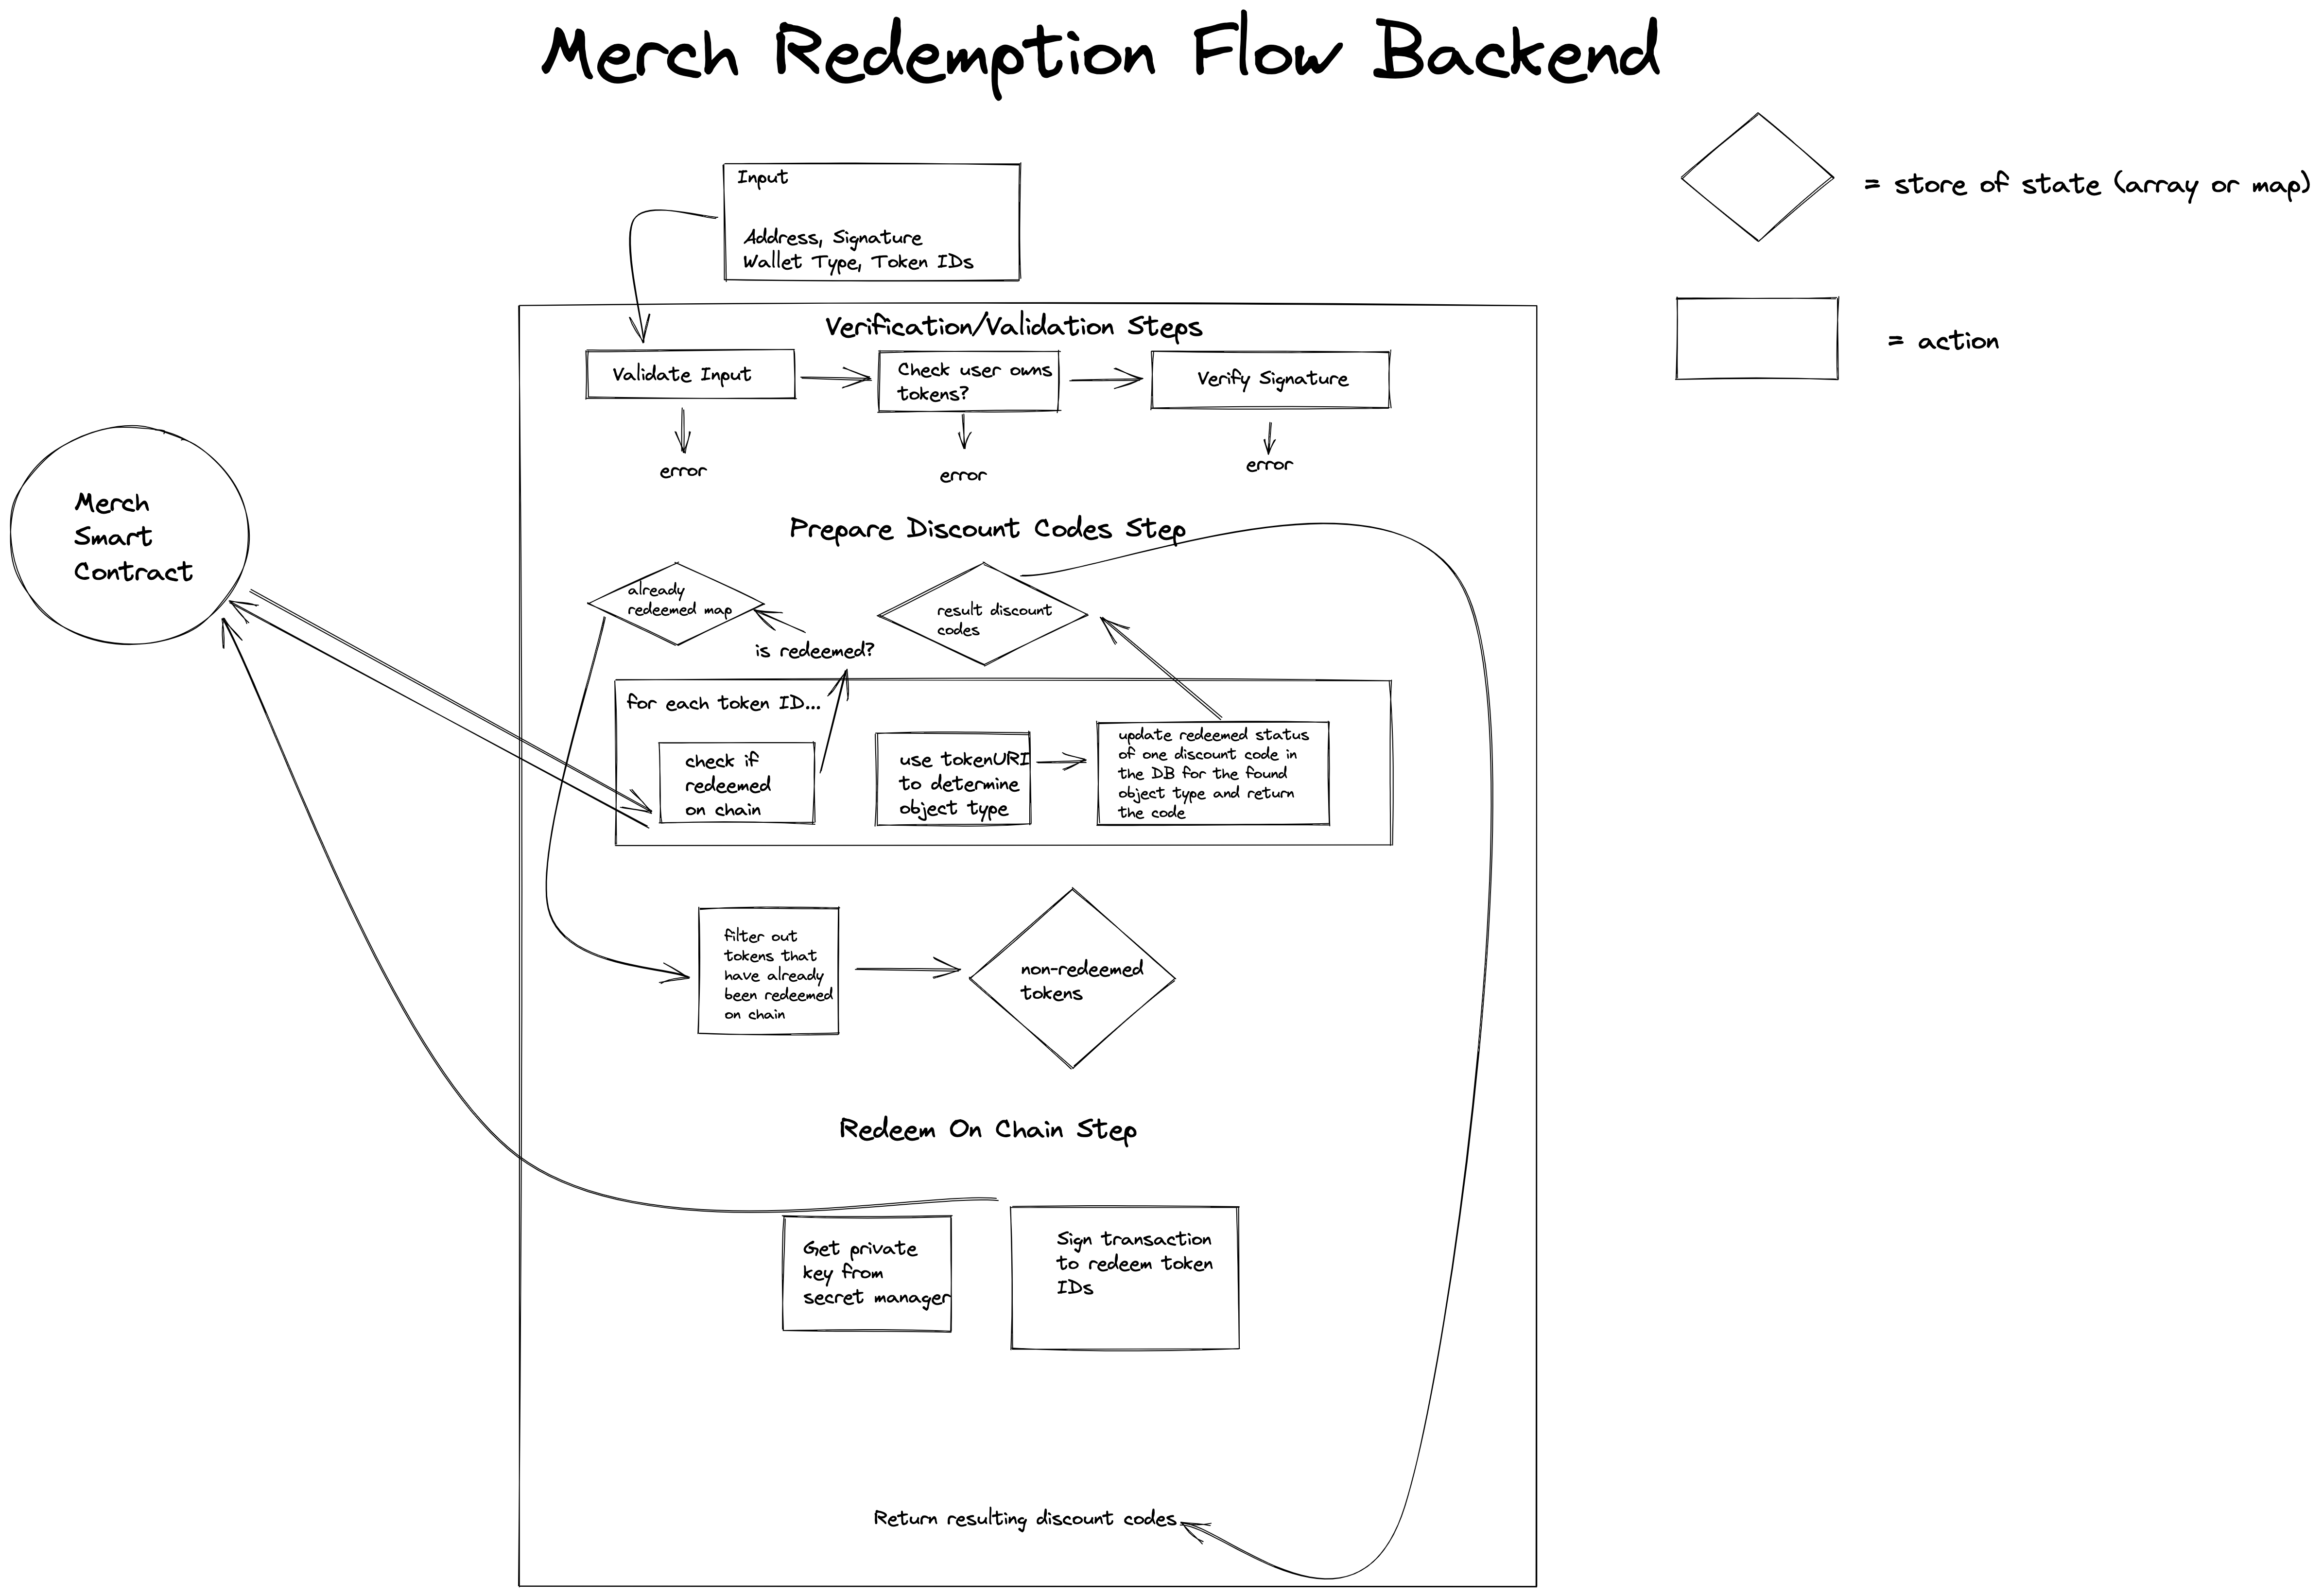 Merch Redemption Flow Backend
= store of state (array or map)
= action
Input
Address, Signature
Wallet Type, Token IDs
Verification/Validation Steps
Validate Input
Check user owns
tokens?
Verify Signature
error
error
error
Merch
Smart
Contract
Prepare Discount Codes Step
already
redeemed map
is redeemed?
result discount
codes
for each token ID...
check if
redeemed
on chain
use tokenURI
to determine
object type
update redeemed status
of one discount code in
the DB for the found
object type and return
the code
filter out
tokens that
have already
been redeemed
on chain
non-redeemed
tokens
Redeem On Chain Step
Get private
key from
secret manager
Sign transaction
to redeem token
IDs
Return resulting discount codes